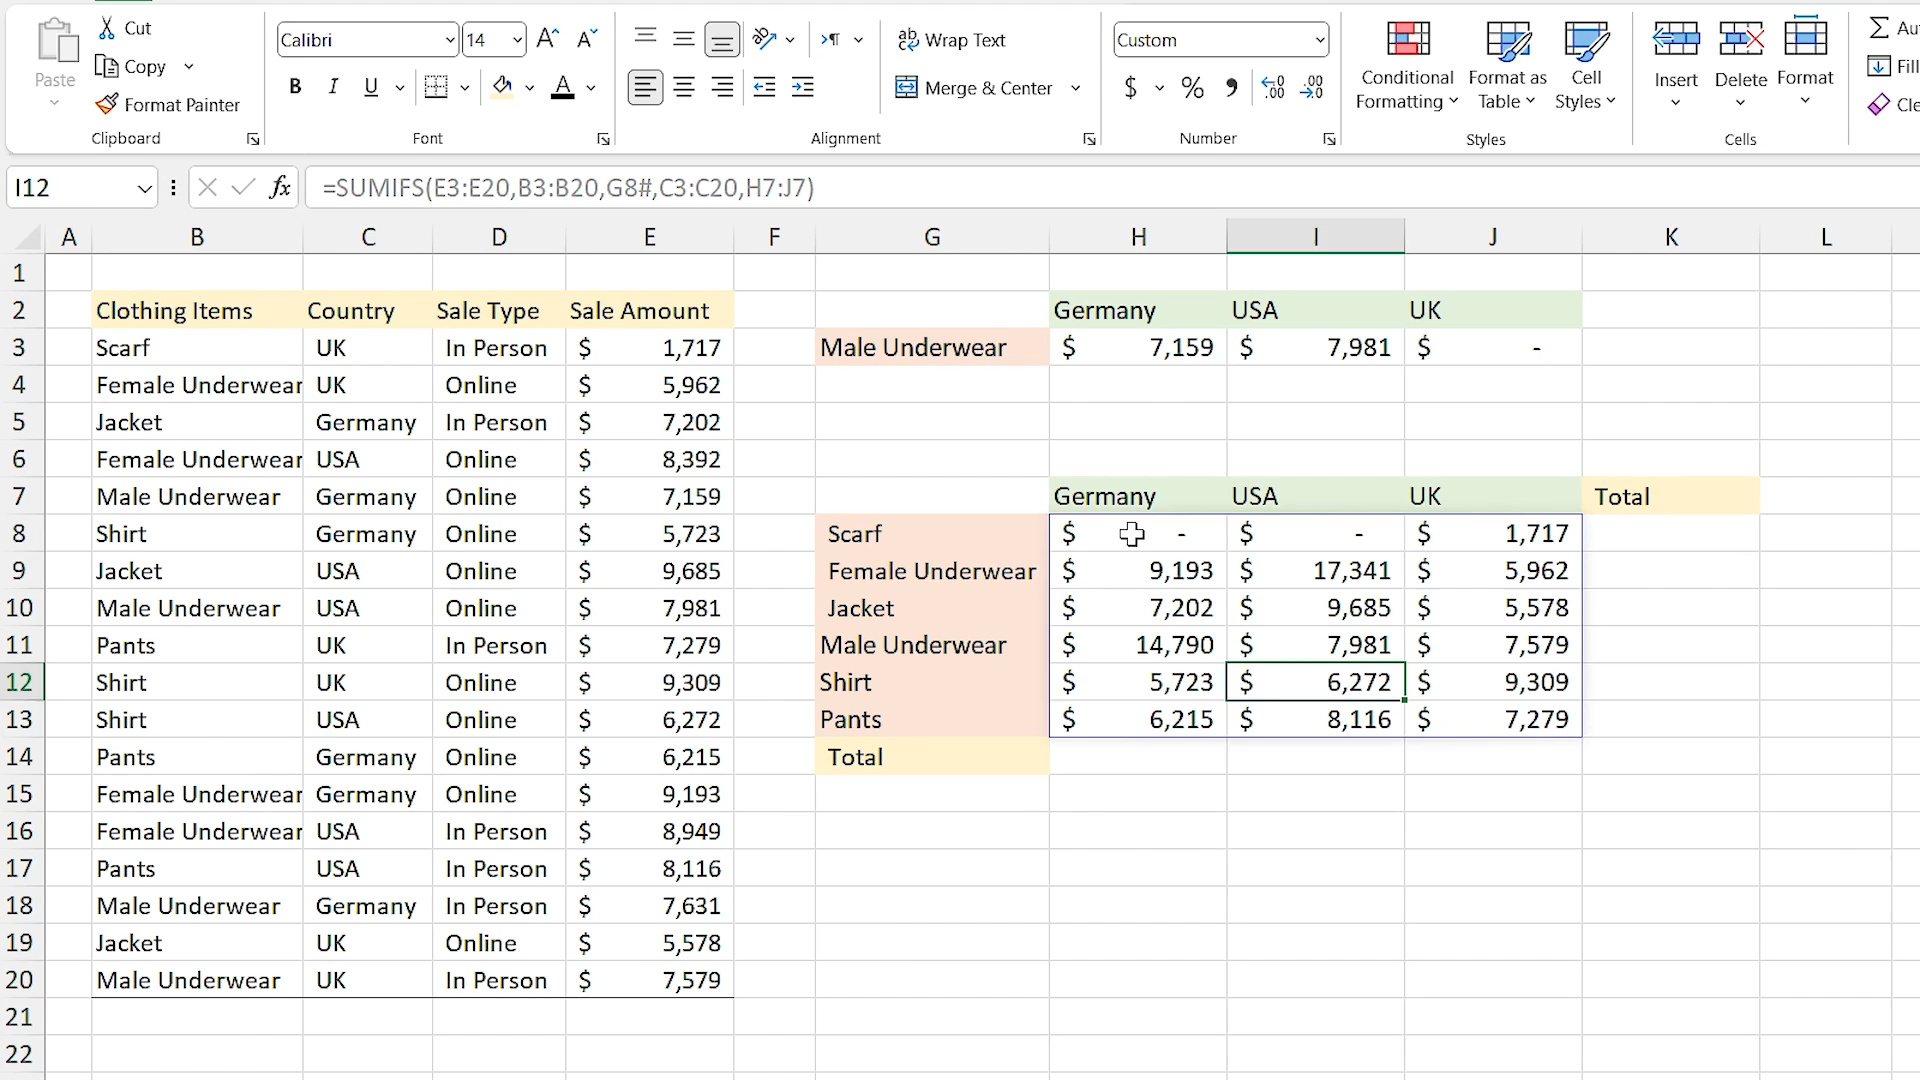 Paste
Cut
Copy
Format Painter
Clipboard
Calibri
14
B I U
A
Font
Wrap Text
Merge & Center
Alignment
Custom
$ % 9
.00
Number
Conditional
Formatting
Format as
Table
Cell
Styles
Styles
Insert
Delete
Format
Cells
Au
Fill
Cle
I12
fx
=SUMIFS(E3:E20,B3:B20,G8#,C3:C20,H7:J7)
A B C D E F G H I J K L
1
2 Clothing Items Country Sale Type Sale Amount Germany USA UK
3 Scarf UK In Person $ 1,717 Male Underwear $ 7,159 $ 7,981 $ -
4 Female Underwear UK Online $ 5,962
5 Jacket Germany In Person $ 7,202
6 Female Underwear USA Online $ 8,392
7 Male Underwear Germany Online $ 7,159 Germany USA UK Total
8 Shirt Germany Online $ 5,723 Scarf $ - $ - $ 1,717
9 Jacket USA Online $ 9,685 Female Underwear $ 9,193 $ 17,341 $ 5,962
10 Male Underwear USA Online $ 7,981 Jacket $ 7,202 $ 9,685 $ 5,578
11 Pants UK In Person $ 7,279 Male Underwear $ 14,790 $ 7,981 $ 7,579
12 Shirt UK Online $ 9,309 Shirt $ 5,723 $ 6,272 $ 9,309
13 Shirt USA Online $ 6,272 Pants $ 6,215 $ 8,116 $ 7,279
14 Pants Germany Online $ 6,215 Total
15 Female Underwear Germany Online $ 9,193
16 Female Underwear USA In Person $ 8,949
17 Pants USA In Person $ 8,116
18 Male Underwear Germany In Person $ 7,631
19 Jacket UK Online $ 5,578
20 Male Underwear UK In Person $ 7,579
21
22